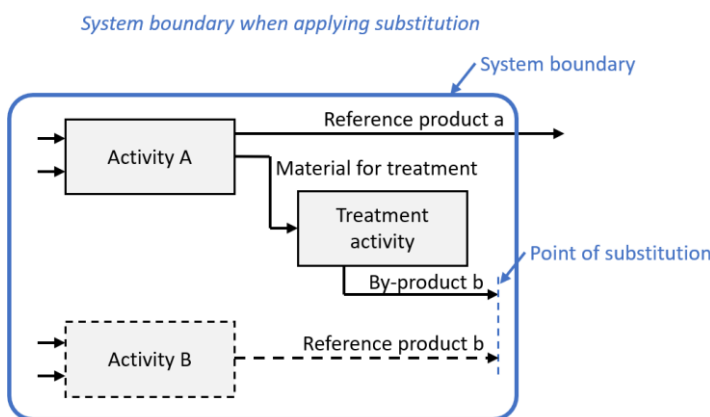 System boundary when applying substitution
System boundary
Reference product a
Activity A
Material for treatment
Treatment
activity
Point of substitution
By-product b
Reference product b
Activity B